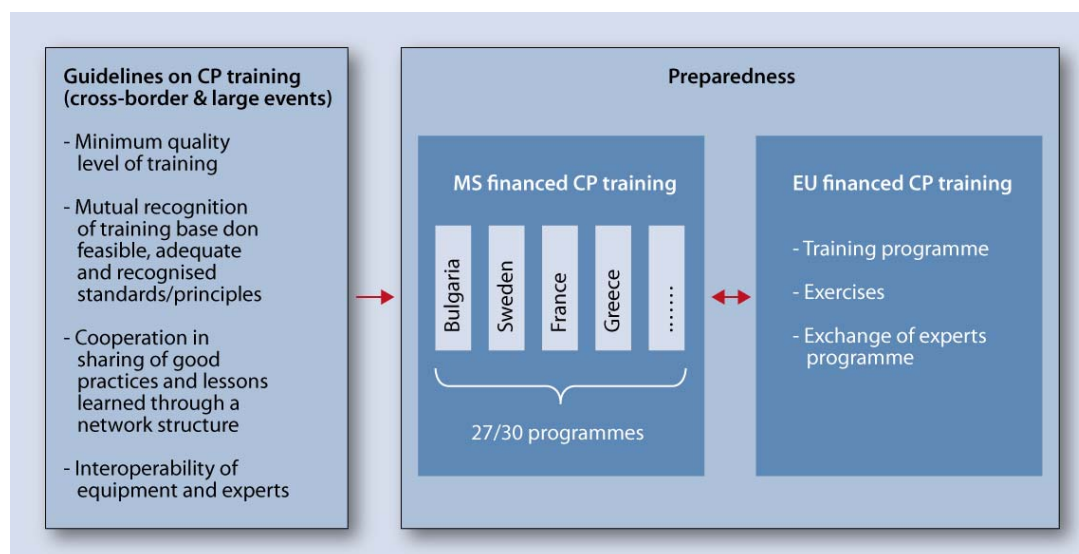 Guidelines on CP training
(cross-border & large events)
- Minimum quality
level of training
- Mutual recognition
of training base don
feasible, adequate
and recognised
standards/principles
- Cooperation in
sharing of good
practices and lessons
learned through a
network structure
- Interoperability of
equipment and experts
Preparedness
MS financed CP training
Bulgaria
Sweden
France
Greece
.......
27/30 programmes
EU financed CP training
- Training programme
- Exercises
- Exchange of experts
programme